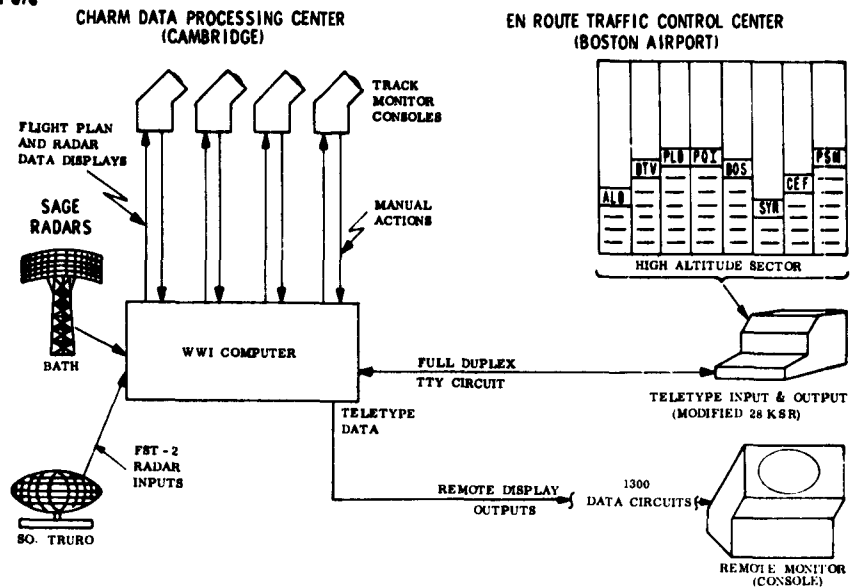 CHARM DATA PROCESSING CENTER
(CAMBRIDGE)
EN ROUTE TRAFFIC CONTROL CENTER
(BOSTON AIRPORT)
TRACK
MONITOR
CONSOLES
FLIGHT PLAN
AND RADAR
DATA DISPLAYS
MANUAL
ACTIONS
SAGE
RADARS
BATH
WWI COMPUTER
ALB
BTV
PLB
PQI
BOS
SYR
CEF
PSM
HIGH ALTITUDE SECTOR
FULL DUPLEX
TTY CIRCUIT
TELETYPE INPUT & OUTPUT
(MODIFIED 28 KSR)
TELETYPE
DATA
FST-2
RADAR
INPUTS
SO. TRURO
REMOTE DISPLAY
OUTPUTS
1300
DATA CIRCUITS
REMOTE MONITOR
(CONSOLE)